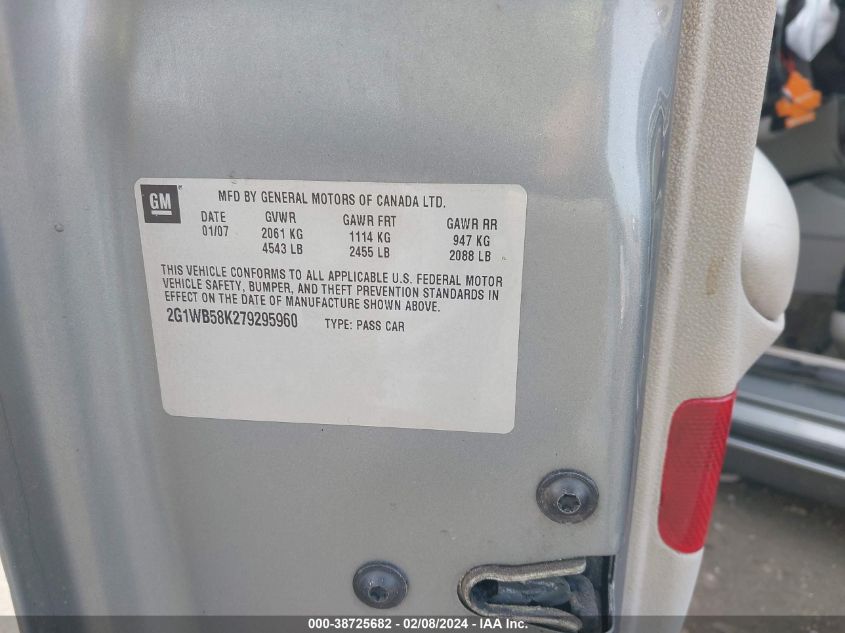 GM
MFD BY GENERAL MOTORS OF CANADA LTD.
DATE GVWR GAWR FRT GAWR RR
01/07 2061 KG 1114 KG 947 KG
4543 LB 2455 LB 2088 LB
THIS VEHICLE CONFORMS TO ALL APPLICABLE U.S. FEDERAL MOTOR
VEHICLE SAFETY, BUMPER, AND THEFT PREVENTION STANDARDS IN
EFFECT ON THE DATE OF MANUFACTURE SHOWN ABOVE.
2G1WB58K279295960 TYPE: PASS CAR
000-38725682 - 02/08/2024 - IAA Inc.